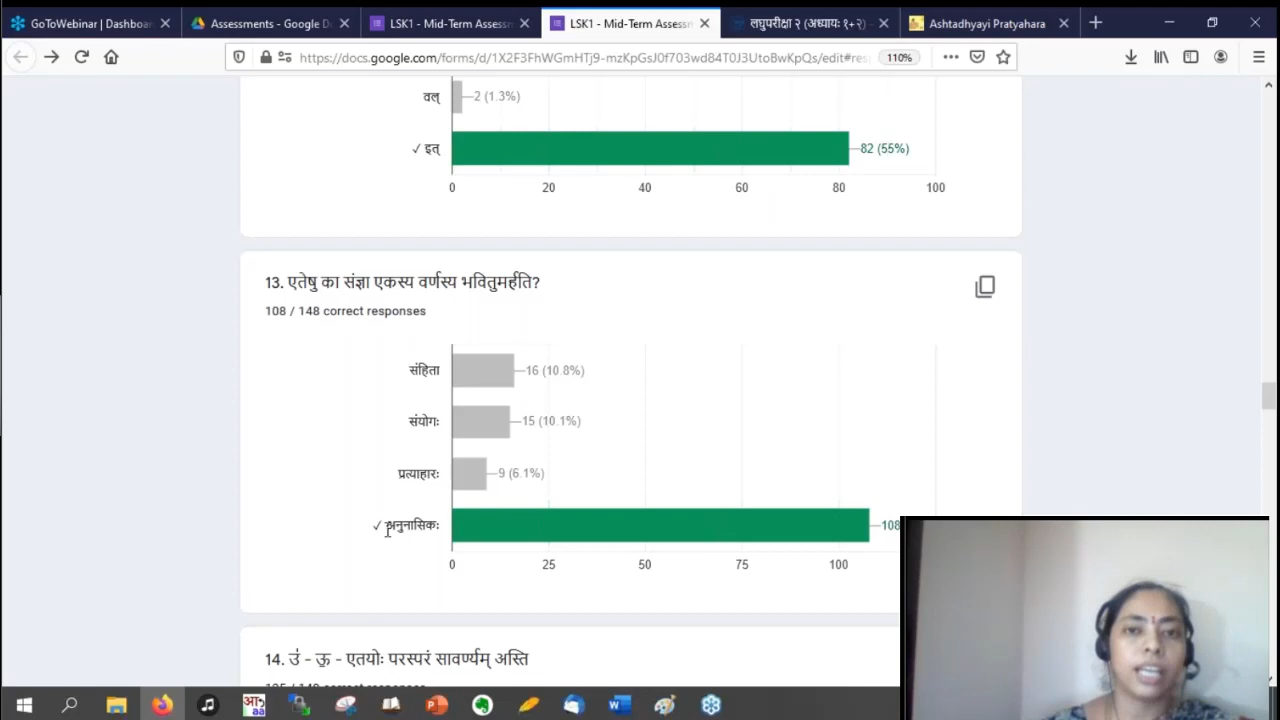 GoToWebinar | Dashboar
Assessments - Google D
LSK1 - Mid-Term Assessm
LSK1 - Mid-Term Assessm
लघुपरीक्षा २ (अध्यायः १+२) -
Ashtadhyayi Pratyahara
https://docs.google.com/forms/d/1X2F3FhWGmHTj9-mzKpGsJ0f703wd84T0J3UtoBwKpQs/edit#res
110%
वल्
2 (1.3%)
✓ इत्
82 (55%)
0 20 40 60 80 100
13. एतेषु का संज्ञा एकस्य वर्णस्य भवितुमर्हति?
108 / 148 correct responses
संहिता
16 (10.8%)
संयोगः
15 (10.1%)
प्रत्याहारः
9 (6.1%)
✓ अनुनासिकः
108
0 25 50 75 100
14. उं॑ - ऊ॒ - एतयोः परस्परं सावर्ण्यम् अस्ति